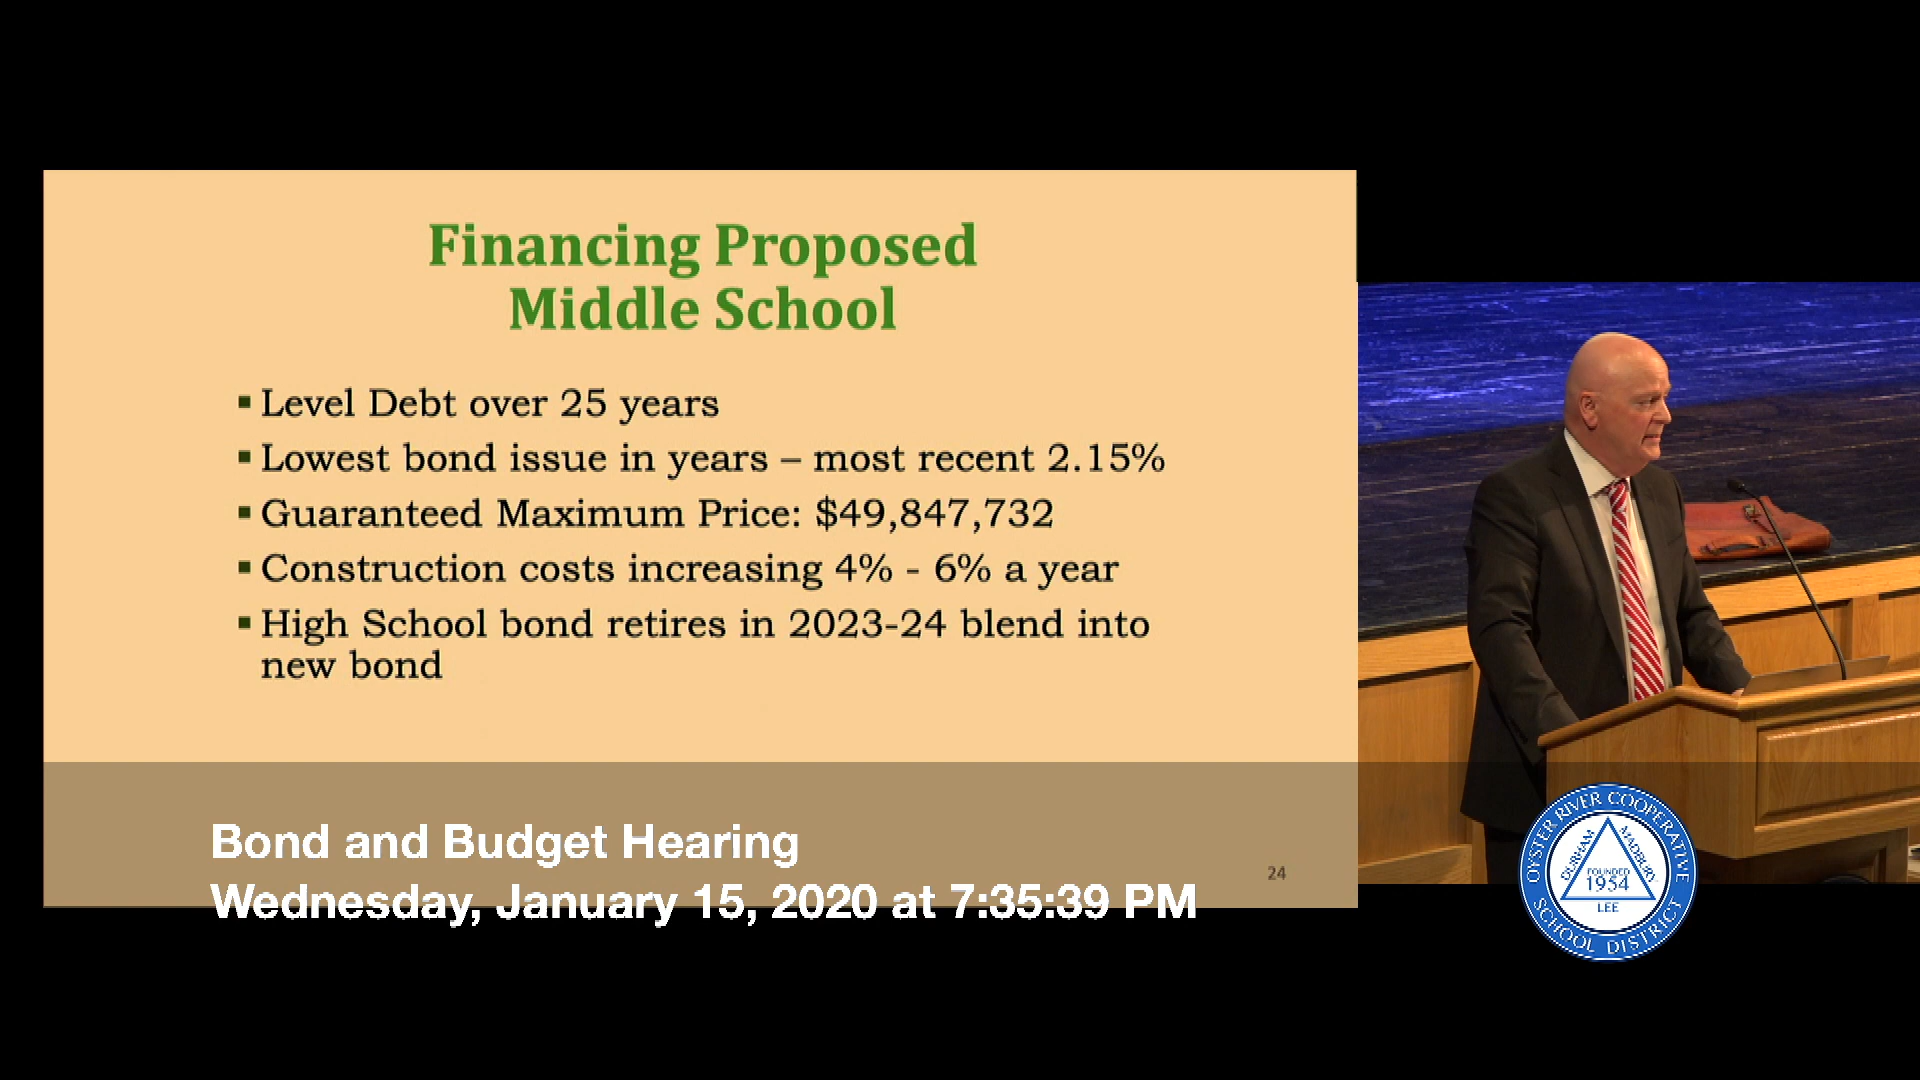 Financing Proposed
Middle School
▪ Level Debt over 25 years
▪ Lowest bond issue in years – most recent 2.15%
▪ Guaranteed Maximum Price: $49,847,732
▪ Construction costs increasing 4% - 6% a year
▪ High School bond retires in 2023-24 blend into
new bond
24
Bond and Budget Hearing
Wednesday, January 15, 2020 at 7:35:39 PM
OYSTER RIVER COOPERATIVE
DURHAM
MADBURY
FOUNDED
1954
LEE
SCHOOL DISTRICT